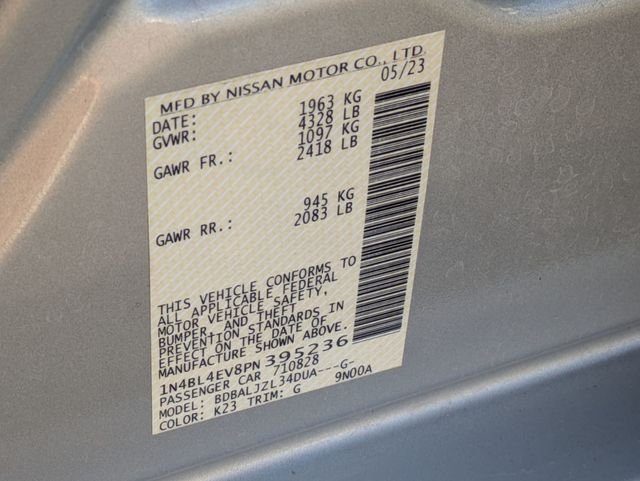 MFD BY NISSAN MOTOR CO., LTD.
DATE: 05/23
GVWR: 1963 KG
4328 LB
GAWR FR.: 1097 KG
2418 LB
GAWR RR.: 945 KG
2083 LB
THIS VEHICLE CONFORMS TO
ALL APPLICABLE FEDERAL
MOTOR VEHICLE SAFETY,
BUMPER, AND THEFT
PREVENTION STANDARDS IN
EFFECT ON THE DATE OF
MANUFACTURE SHOWN ABOVE.
1N4BL4EV8PN 395236
PASSENGER CAR 710828
MODEL: BDBALJZL34DUA---G-
COLOR: K23 TRIM: G 9N00A